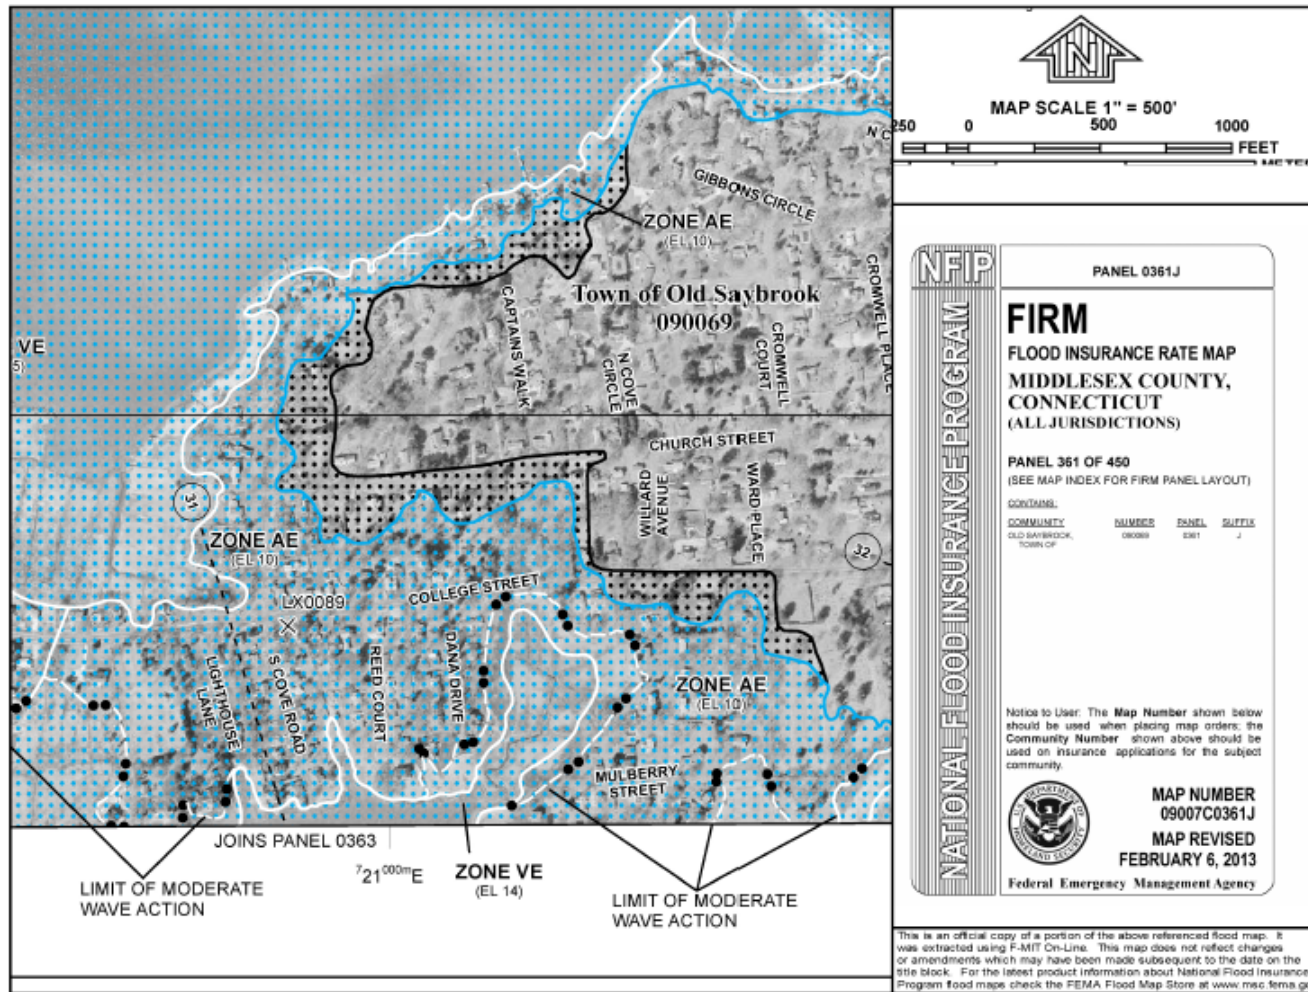 MAP SCALE 1" = 500'
250 0 500 1000
FEET
N C
GIBBONS CIRCLE
ZONE AE
(EL 10)
Town of Old Saybrook
090069
CAPTAINS WALK
N COVE
CIRCLE
CROMWELL
COURT
CROMWELL PLACE
VE
5)
CHURCH STREET
WILLARD
AVENUE
WARD PLACE
31
32
ZONE AE
(EL 10)
LX0089
COLLEGE STREET
LIGHTHOUSE
LANE
S COVE ROAD
REED COURT
DANA DRIVE
ZONE AE
(EL 10)
MULBERRY
STREET
JOINS PANEL 0363
721000mE
ZONE VE
(EL 14)
LIMIT OF MODERATE
WAVE ACTION
LIMIT OF MODERATE
WAVE ACTION
NFIP
NATIONAL FLOOD INSURANCE PROGRAM
PANEL 0361J
FIRM
FLOOD INSURANCE RATE MAP
MIDDLESEX COUNTY,
CONNECTICUT
(ALL JURISDICTIONS)
PANEL 361 OF 450
(SEE MAP INDEX FOR FIRM PANEL LAYOUT)
CONTAINS:
COMMUNITY NUMBER PANEL SUFFIX
OLD SAYBROOK, 090069 0361 J
TOWN OF
Notice to User: The Map Number shown below
should be used when placing map orders; the
Community Number shown above should be
used on insurance applications for the subject
community.
U.S. DEPARTMENT OF
HOMELAND SECURITY
MAP NUMBER
09007C0361J
MAP REVISED
FEBRUARY 6, 2013
Federal Emergency Management Agency
This is an official copy of a portion of the above referenced flood map. It
was extracted using F-MIT On-Line. This map does not reflect changes
or amendments which may have been made subsequent to the date on the
title block. For the latest product information about National Flood Insurance
Program flood maps check the FEMA Flood Map Store at www.msc.fema.g